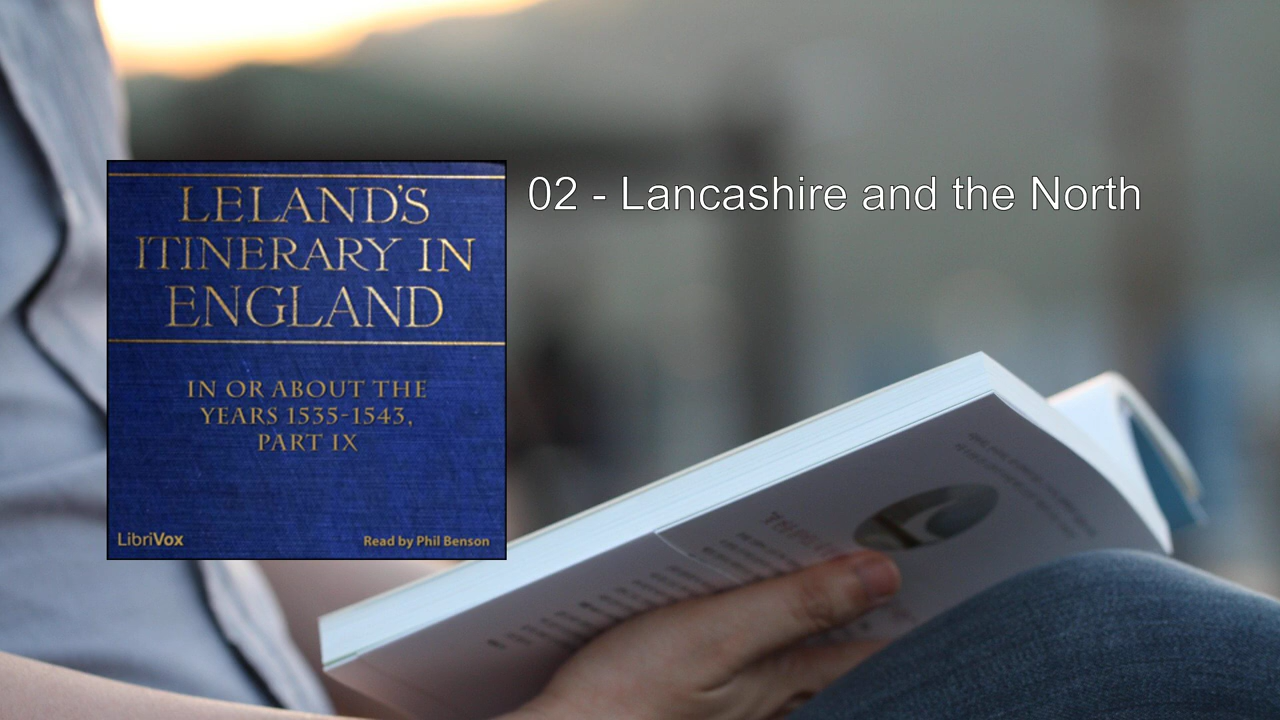 LELAND'S
ITINERARY IN
ENGLAND
IN OR ABOUT THE
YEARS 1535-1543,
PART IX
LibriVox
Read by Phil Benson
02 - Lancashire and the North